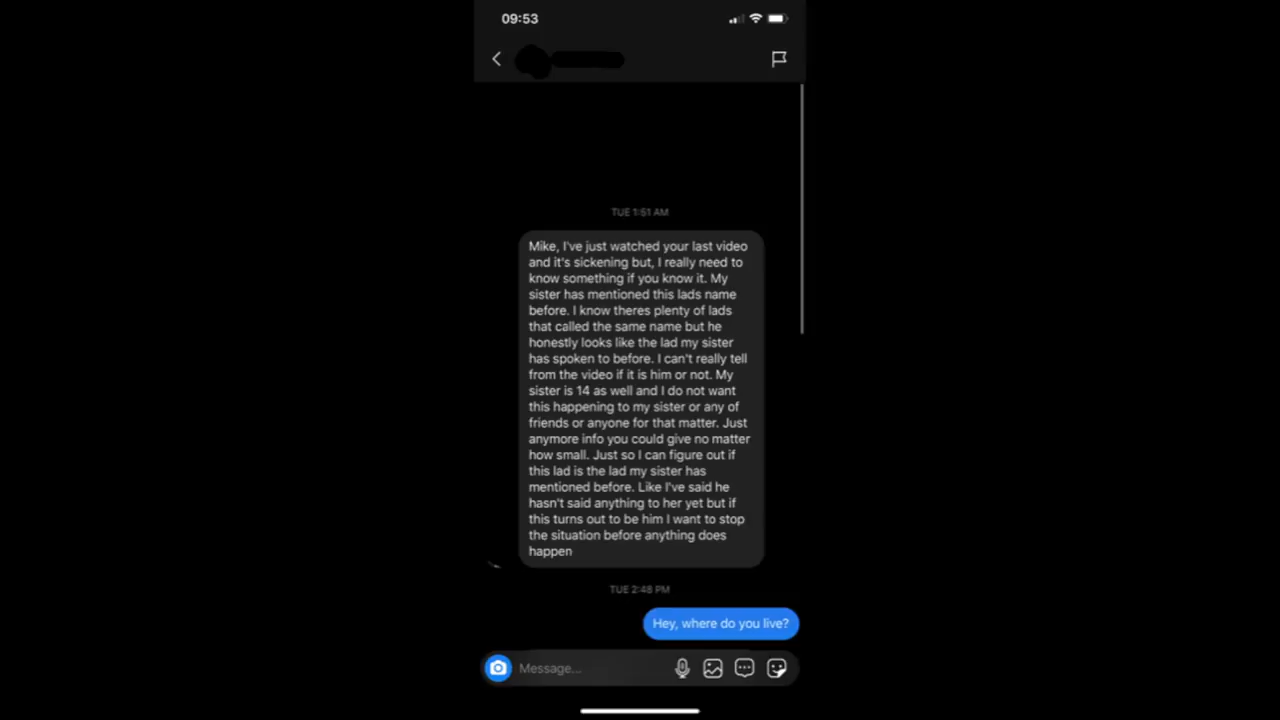 09:53
TUE 1:51 AM
Mike, I've just watched your last video
and it's sickening but, I really need to
know something if you know it. My
sister has mentioned this lads name
before. I know theres plenty of lads
that called the same name but he
honestly looks like the lad my sister
has spoken to before. I can't really tell
from the video if it is him or not. My
sister is 14 as well and I do not want
this happening to my sister or any of
friends or anyone for that matter. Just
anymore info you could give no matter
how small. Just so I can figure out if
this lad is the lad my sister has
mentioned before. Like I've said he
hasn't said anything to her yet but if
this turns out to be him I want to stop
the situation before anything does
happen
TUE 2:48 PM
Hey, where do you live?
Message...